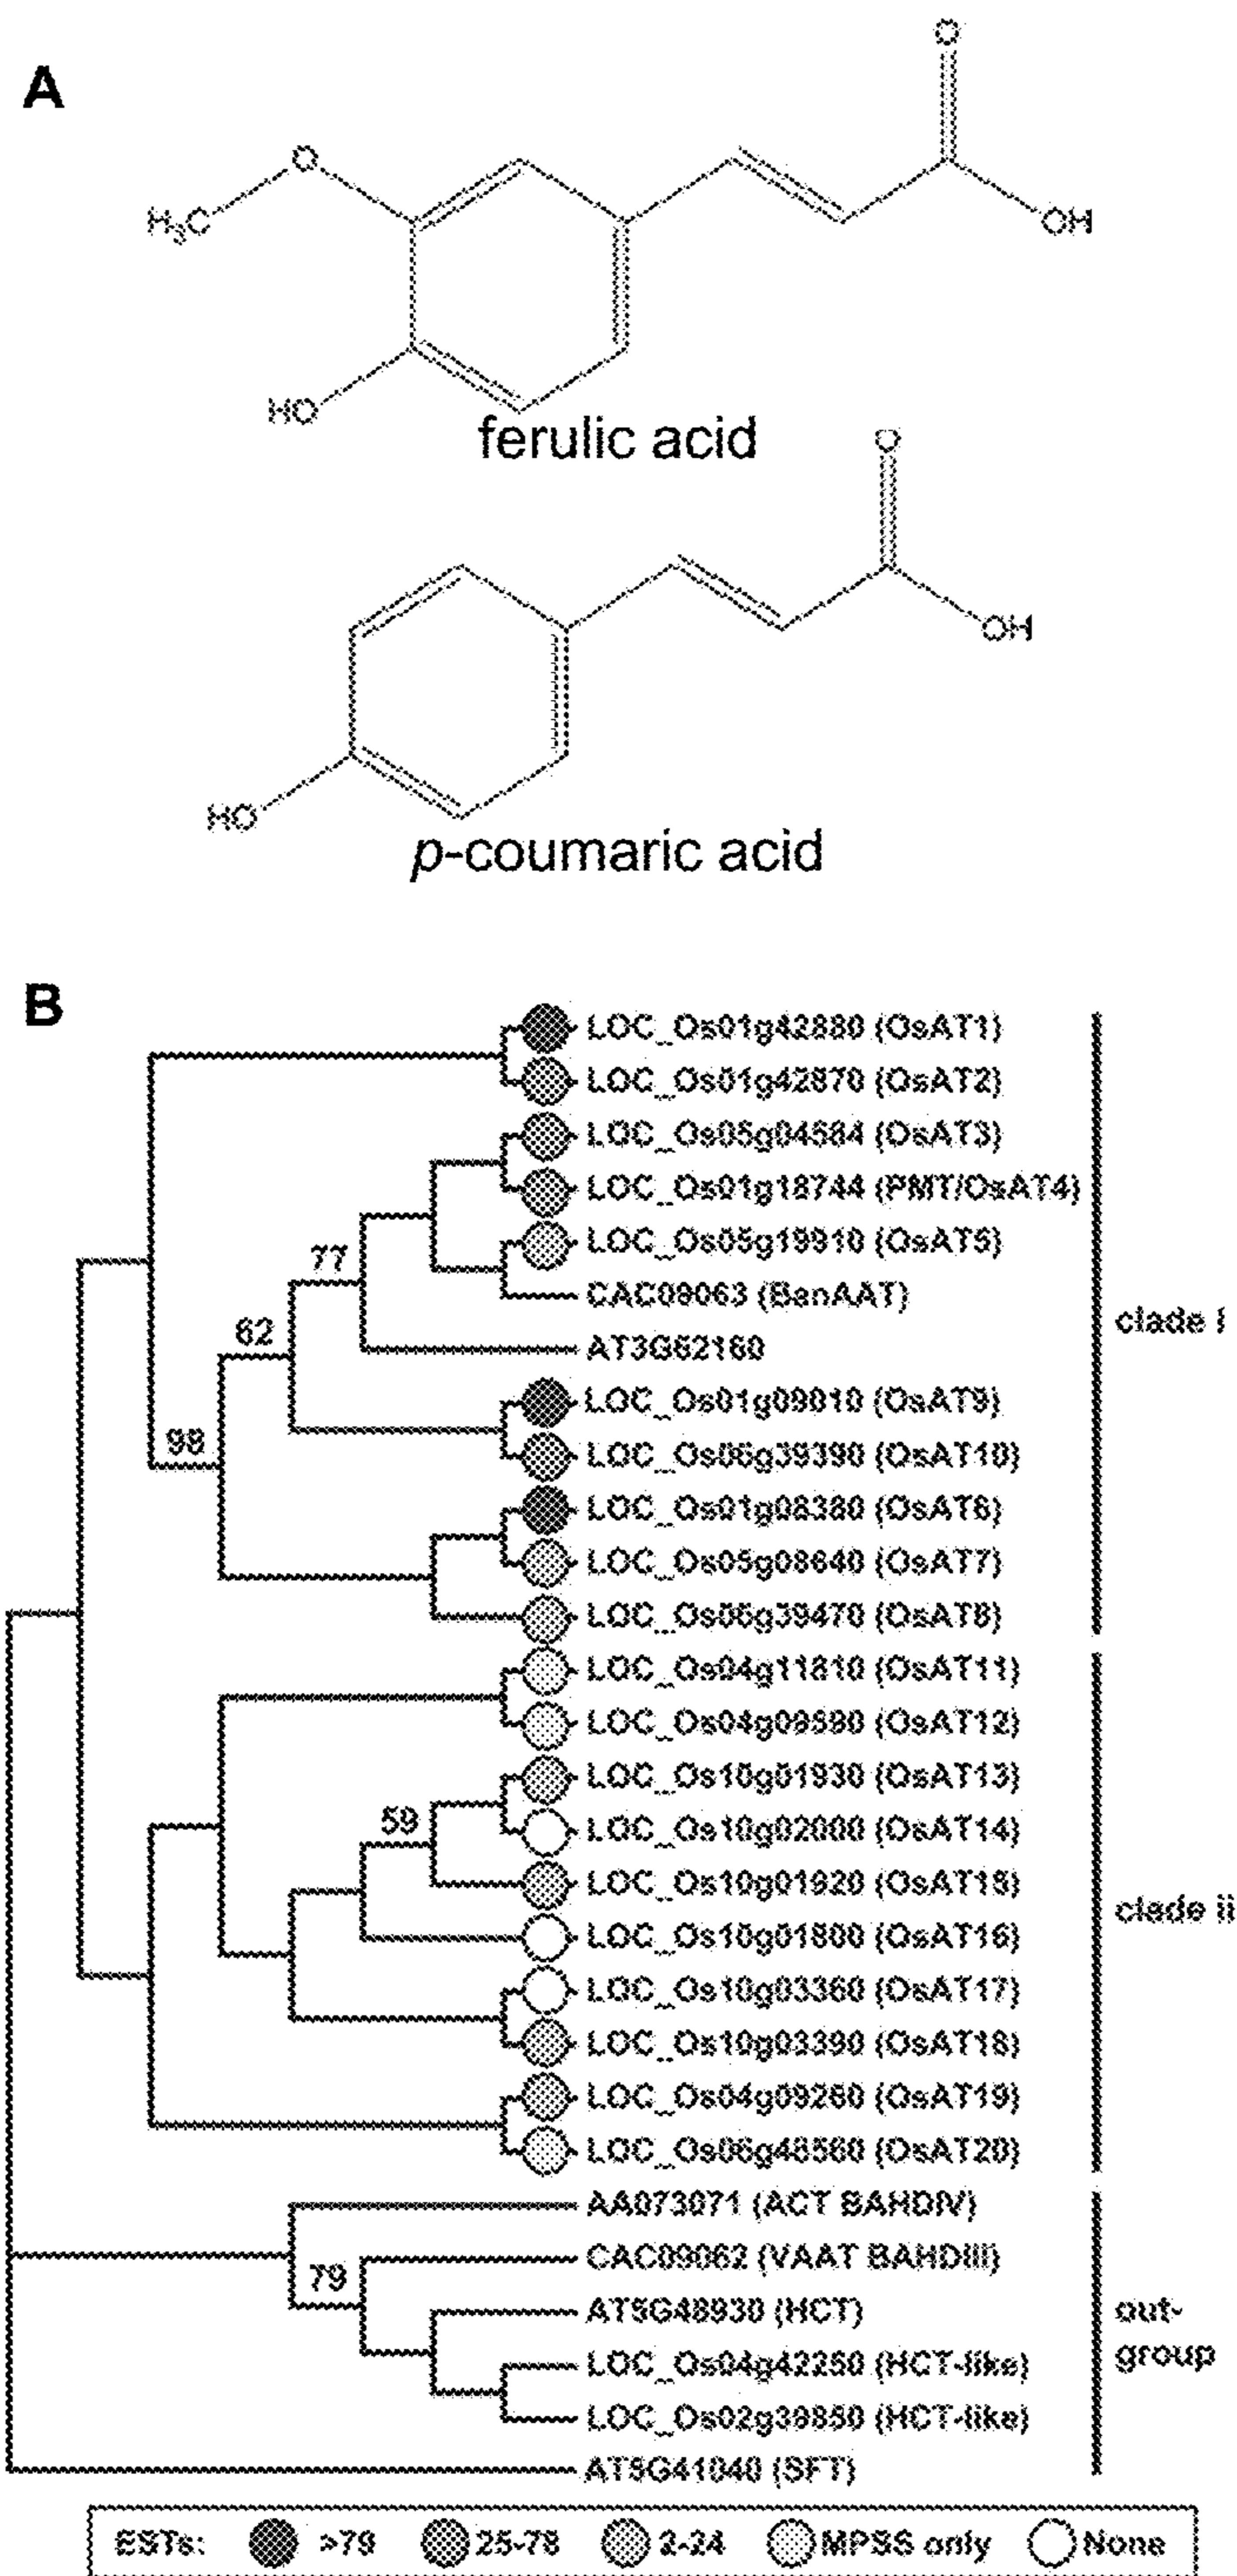 A
O
H3C
O
OH
HO
ferulic acid
O
OH
HO
p-coumaric acid
B
LOC_Os01g42880 (OsAT1)
LOC_Os01g42870 (OsAT2)
LOC_Os05g04584 (OsAT3)
LOC_Os01g18744 (PMT/OsAT4)
LOC_Os05g19910 (OsAT5)
77
CAC09063 (BanAAT)
clade i
62
AT3G62160
LOC_Os01g09010 (OsAT9)
98
LOC_Os06g39390 (OsAT10)
LOC_Os01g08380 (OsAT6)
LOC_Os05g08640 (OsAT7)
LOC_Os06g39470 (OsAT8)
LOC_Os04g11810 (OsAT11)
LOC_Os04g09590 (OsAT12)
LOC_Os10g01930 (OsAT13)
59
LOC_Os10g02000 (OsAT14)
LOC_Os10g01920 (OsAT15)
clade ii
LOC_Os10g01800 (OsAT16)
LOC_Os10g03360 (OsAT17)
LOC_Os10g03390 (OsAT18)
LOC_Os04g09260 (OsAT19)
LOC_Os06g48560 (OsAT20)
AA073071 (ACT BAHDIV)
CAC09062 (VAAT BAHDIII)
79
AT5G48930 (HCT)
out-
group
LOC_Os04g42250 (HCT-like)
LOC_Os02g39850 (HCT-like)
AT5G41040 (SFT)
ESTs: >79 25-78 2-24 MPSS only None